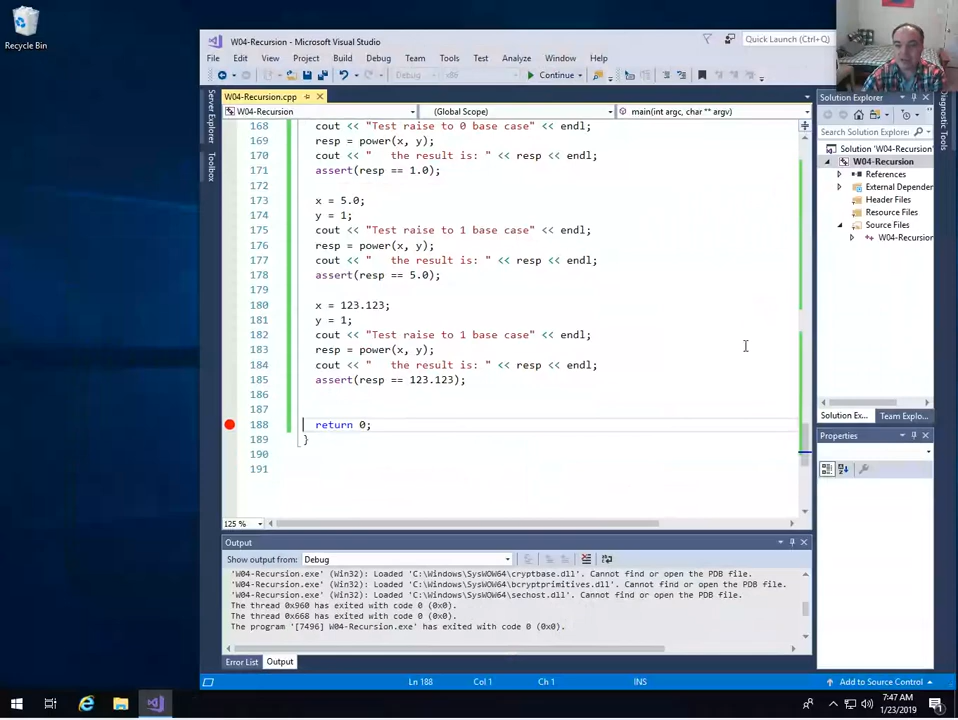 Recycle Bin
W04-Recursion - Microsoft Visual Studio
Quick Launch (Ctrl+Q)
File Edit View Project Build Debug Team Tools Test Analyze Window Help
Debug x86 Continue
Server Explorer
Toolbox
W04-Recursion.cpp
W04-Recursion (Global Scope) main(int argc, char ** argv)
168 cout << "Test raise to 0 base case" << endl;
169 resp = power(x, y);
170 cout << "   the result is: " << resp << endl;
171 assert(resp == 1.0);
172
173 x = 5.0;
174 y = 1;
175 cout << "Test raise to 1 base case" << endl;
176 resp = power(x, y);
177 cout << "   the result is: " << resp << endl;
178 assert(resp == 5.0);
179
180 x = 123.123;
181 y = 1;
182 cout << "Test raise to 1 base case" << endl;
183 resp = power(x, y);
184 cout << "   the result is: " << resp << endl;
185 assert(resp == 123.123);
186
187
188 return 0;
189 }
190
191
125 %
Solution Explorer
Search Solution Explorer
Solution 'W04-Recursion'
W04-Recursion
References
External Depender
Header Files
Resource Files
Source Files
W04-Recursion
Solution Ex... Team Explo...
Properties
Diagnostic Tools
Output
Show output from: Debug
'W04-Recursion.exe' (Win32): Loaded 'C:\Windows\SysWOW64\cryptbase.dll'. Cannot find or open the PDB file.
'W04-Recursion.exe' (Win32): Loaded 'C:\Windows\SysWOW64\bcryptprimitives.dll'. Cannot find or open the PDB file.
'W04-Recursion.exe' (Win32): Loaded 'C:\Windows\SysWOW64\sechost.dll'. Cannot find or open the PDB file.
The thread 0x960 has exited with code 0 (0x0).
The thread 0x668 has exited with code 0 (0x0).
The program '[7496] W04-Recursion.exe' has exited with code 0 (0x0).
Error List Output
Ln 188 Col 1 Ch 1 INS Add to Source Control
7:47 AM
1/23/2019